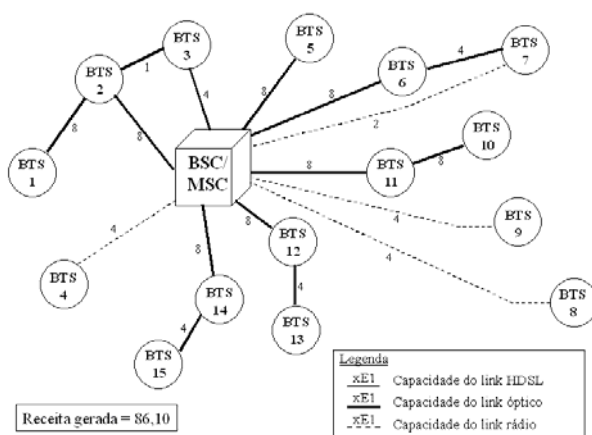 BTS
3
BTS
5
BTS
7
BTS
6
BTS
2
BTS
10
BTS
1
BSC/
MSC
BTS
11
BTS
9
BTS
12
BTS
4
BTS
14
BTS
8
BTS
13
BTS
15
1
4
8
4
8
8
8
2
8
8
4
8
4
4
8
4
4
Legenda
xE1 Capacidade do link HDSL
xE1 Capacidade do link óptico
xE1 Capacidade do link rádio
Receita gerada = 86,10